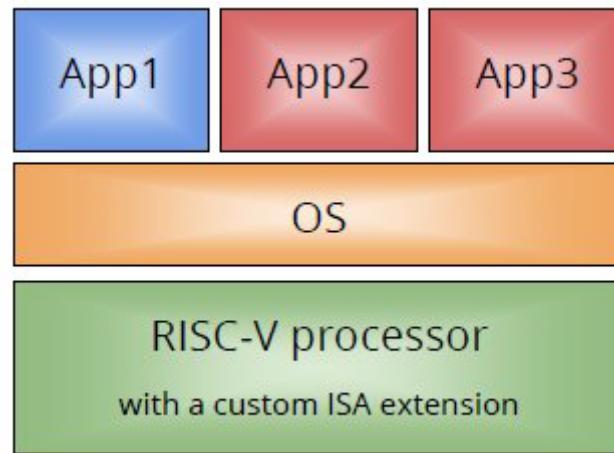 App1 App2 App3
OS
RISC-V processor
with a custom ISA extension